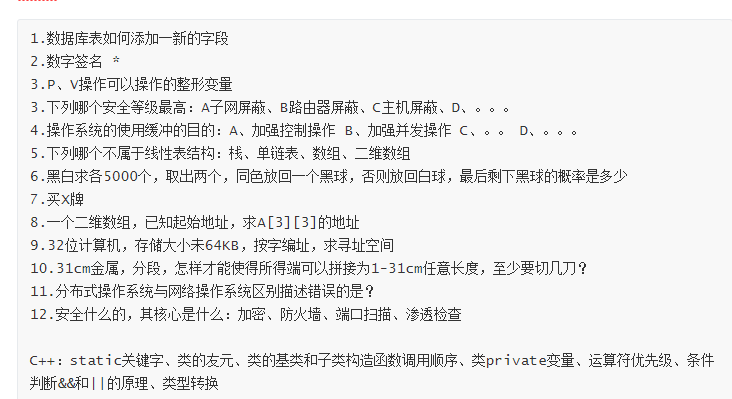 1.数据库表如何添加一新的字段
2.数字签名 *
3.P、V操作可以操作的整形变量
3.下列哪个安全等级最高：A子网屏蔽、B路由器屏蔽、C主机屏蔽、D、。。。
4.操作系统的使用缓冲的目的：A、加强控制操作 B、加强并发操作 C、。。 D、。。。
5.下列哪个不属于线性表结构：栈、单链表、数组、二维数组
6.黑白求各5000个，取出两个，同色放回一个黑球，否则放回白球，最后剩下黑球的概率是多少
7.买X牌
8.一个二维数组，已知起始地址，求A[3][3]的地址
9.32位计算机，存储大小未64KB，按字编址，求寻址空间
10.31cm金属，分段，怎样才能使得所得端可以拼接为1-31cm任意长度，至少要切几刀？
11.分布式操作系统与网络操作系统区别描述错误的是？
12.安全什么的，其核心是什么：加密、防火墙、端口扫描、渗透检查
C++：static关键字、类的友元、类的基类和子类构造函数调用顺序、类private变量、运算符优先级、条件
判断&&和||的原理、类型转换